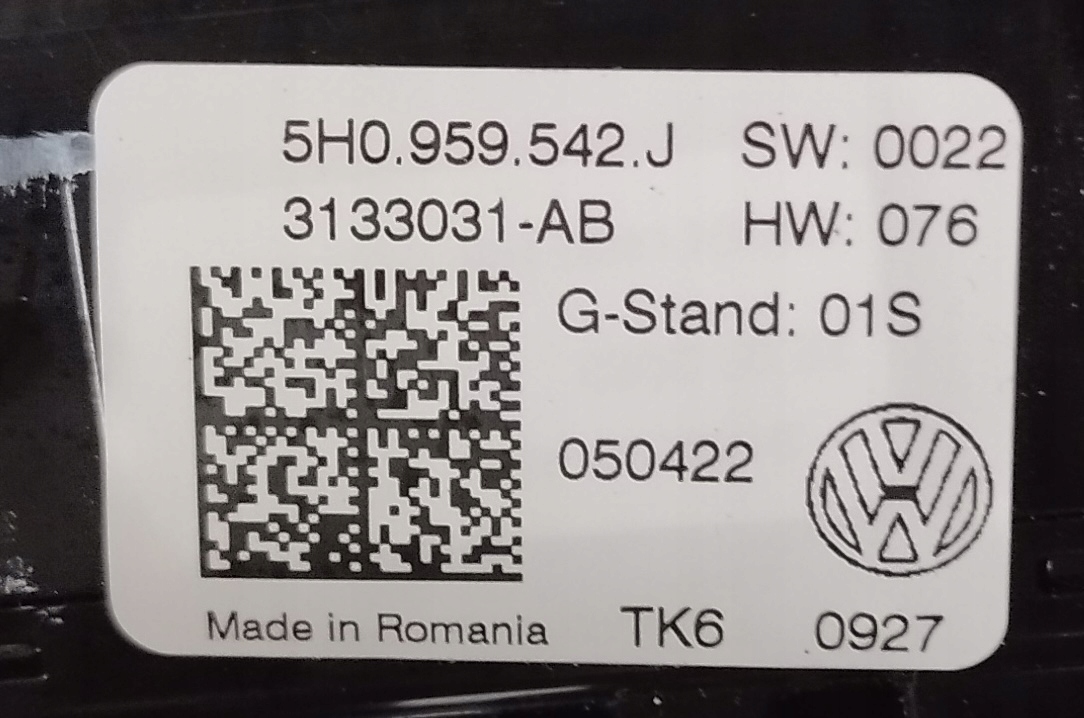 5H0.959.542.J SW: 0022
3133031-AB HW: 076
G-Stand: 01S
050422
Made in Romania TK6 0927